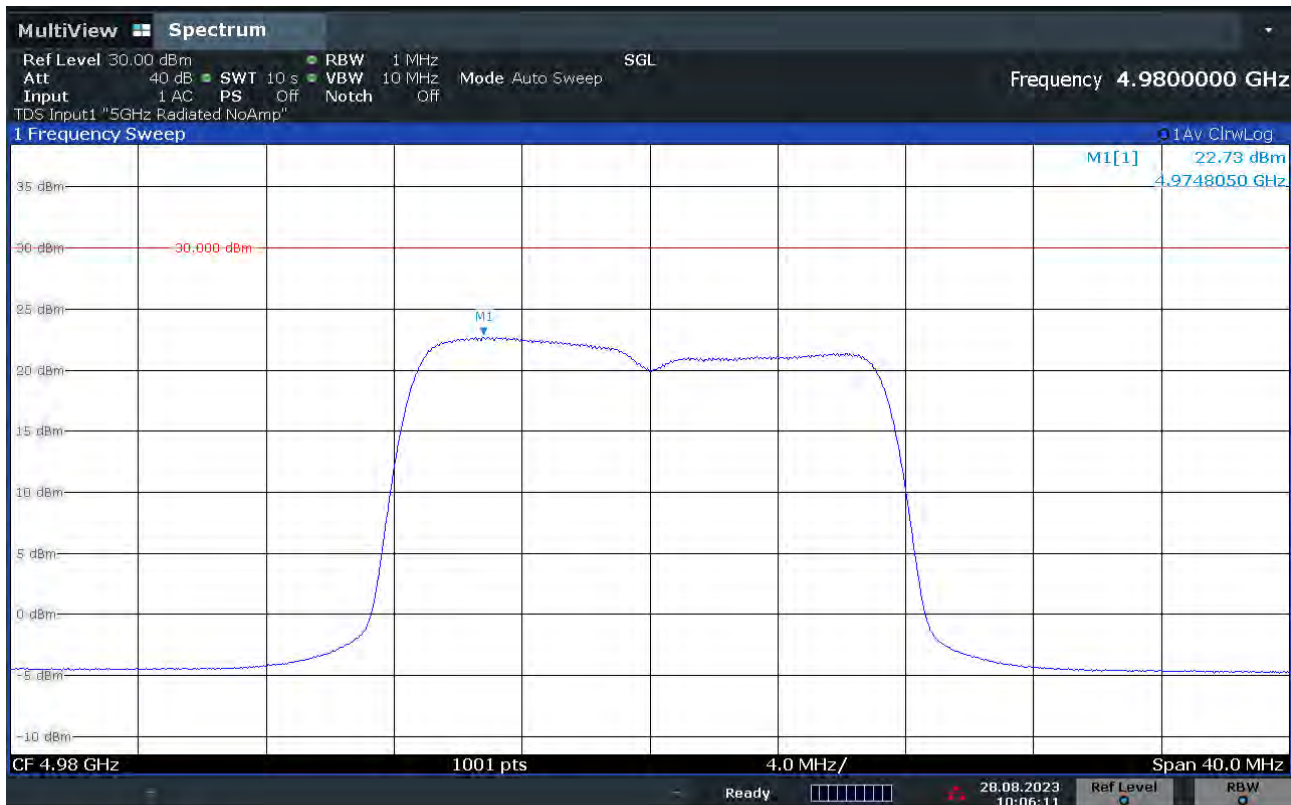 MultiView Spectrum
Ref Level 30.00 dBm RBW 1 MHz SGL
Att 40 dB SWT 10 s VBW 10 MHz Mode Auto Sweep Frequency 4.9800000 GHz
Input 1 AC PS Off Notch Off
TDS Input1 "5GHz Radiated NoAmp"
1 Frequency Sweep 1Av ClrwLog
M1[1] 22.73 dBm
4.9748050 GHz
35 dBm
30 dBm 30.000 dBm
25 dBm
M1
20 dBm
15 dBm
10 dBm
5 dBm
0 dBm
-5 dBm
-10 dBm
CF 4.98 GHz 1001 pts 4.0 MHz/ Span 40.0 MHz
Ready 28.08.2023 Ref Level RBW
10:06:11